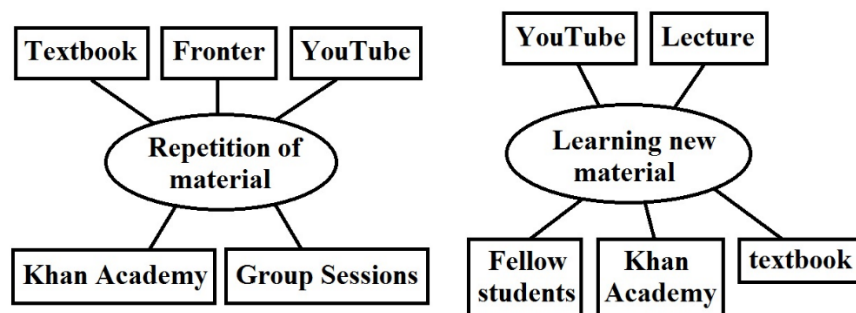 Textbook
Fronter
YouTube
Repetition of
material
Khan Academy
Group Sessions
YouTube
Lecture
Learning new
material
Fellow
students
Khan
Academy
textbook